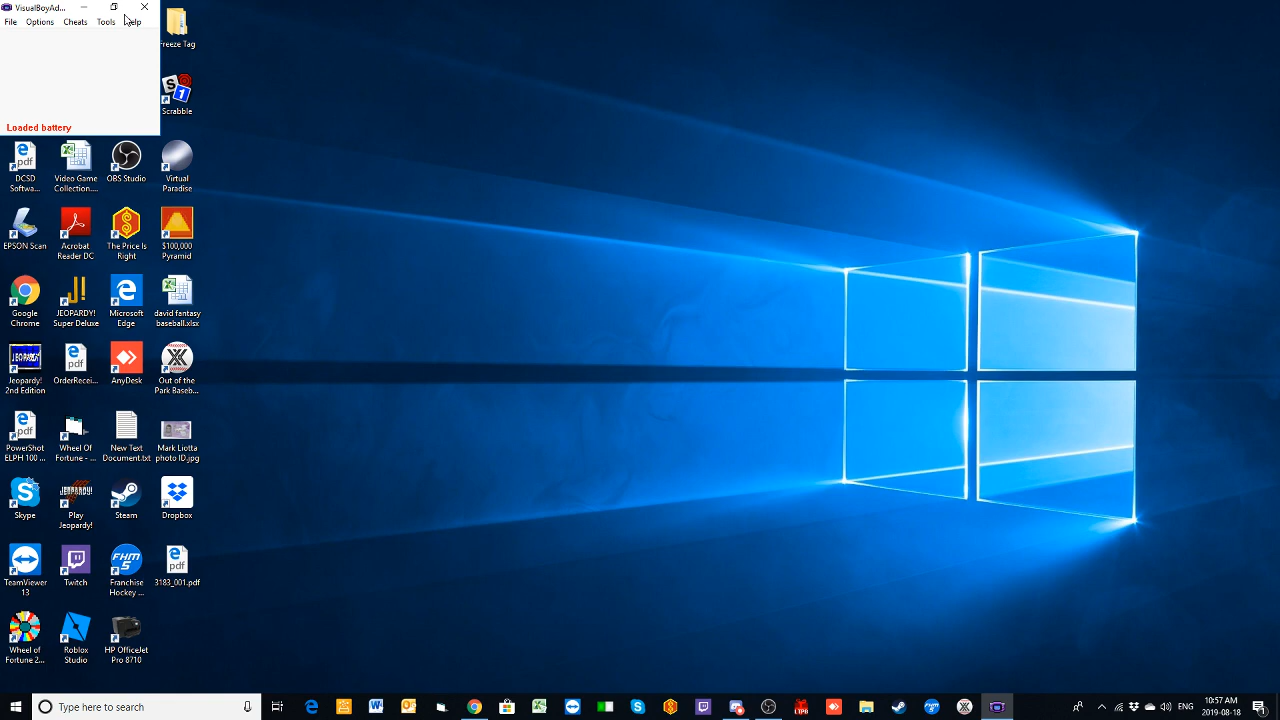 VisualBoyAd...
File Options Cheats Tools Help
Loaded battery
Freeze Tag
Scrabble
DCSD
Softwa...
Video Game
Collection....
OBS Studio
Virtual
Paradise
EPSON Scan
Acrobat
Reader DC
The Price Is
Right
$100,000
Pyramid
Google
Chrome
JEOPARDY!
Super Deluxe
Microsoft
Edge
david fantasy
baseball.xlsx
Jeopardy!
2nd Edition
OrderRecei...
AnyDesk
Out of the
Park Baseb...
PowerShot
ELPH 100 ...
Wheel Of
Fortune - ...
New Text
Document.txt
Mark Liotta
photo ID.jpg
Skype
Play
Jeopardy!
Steam
Dropbox
TeamViewer
13
Twitch
Franchise
Hockey ...
3183_001.pdf
Wheel of
Fortune 2...
Roblox
Studio
HP OfficeJet
Pro 8710
Type here to search
ENG
10:57 AM
2019-08-18